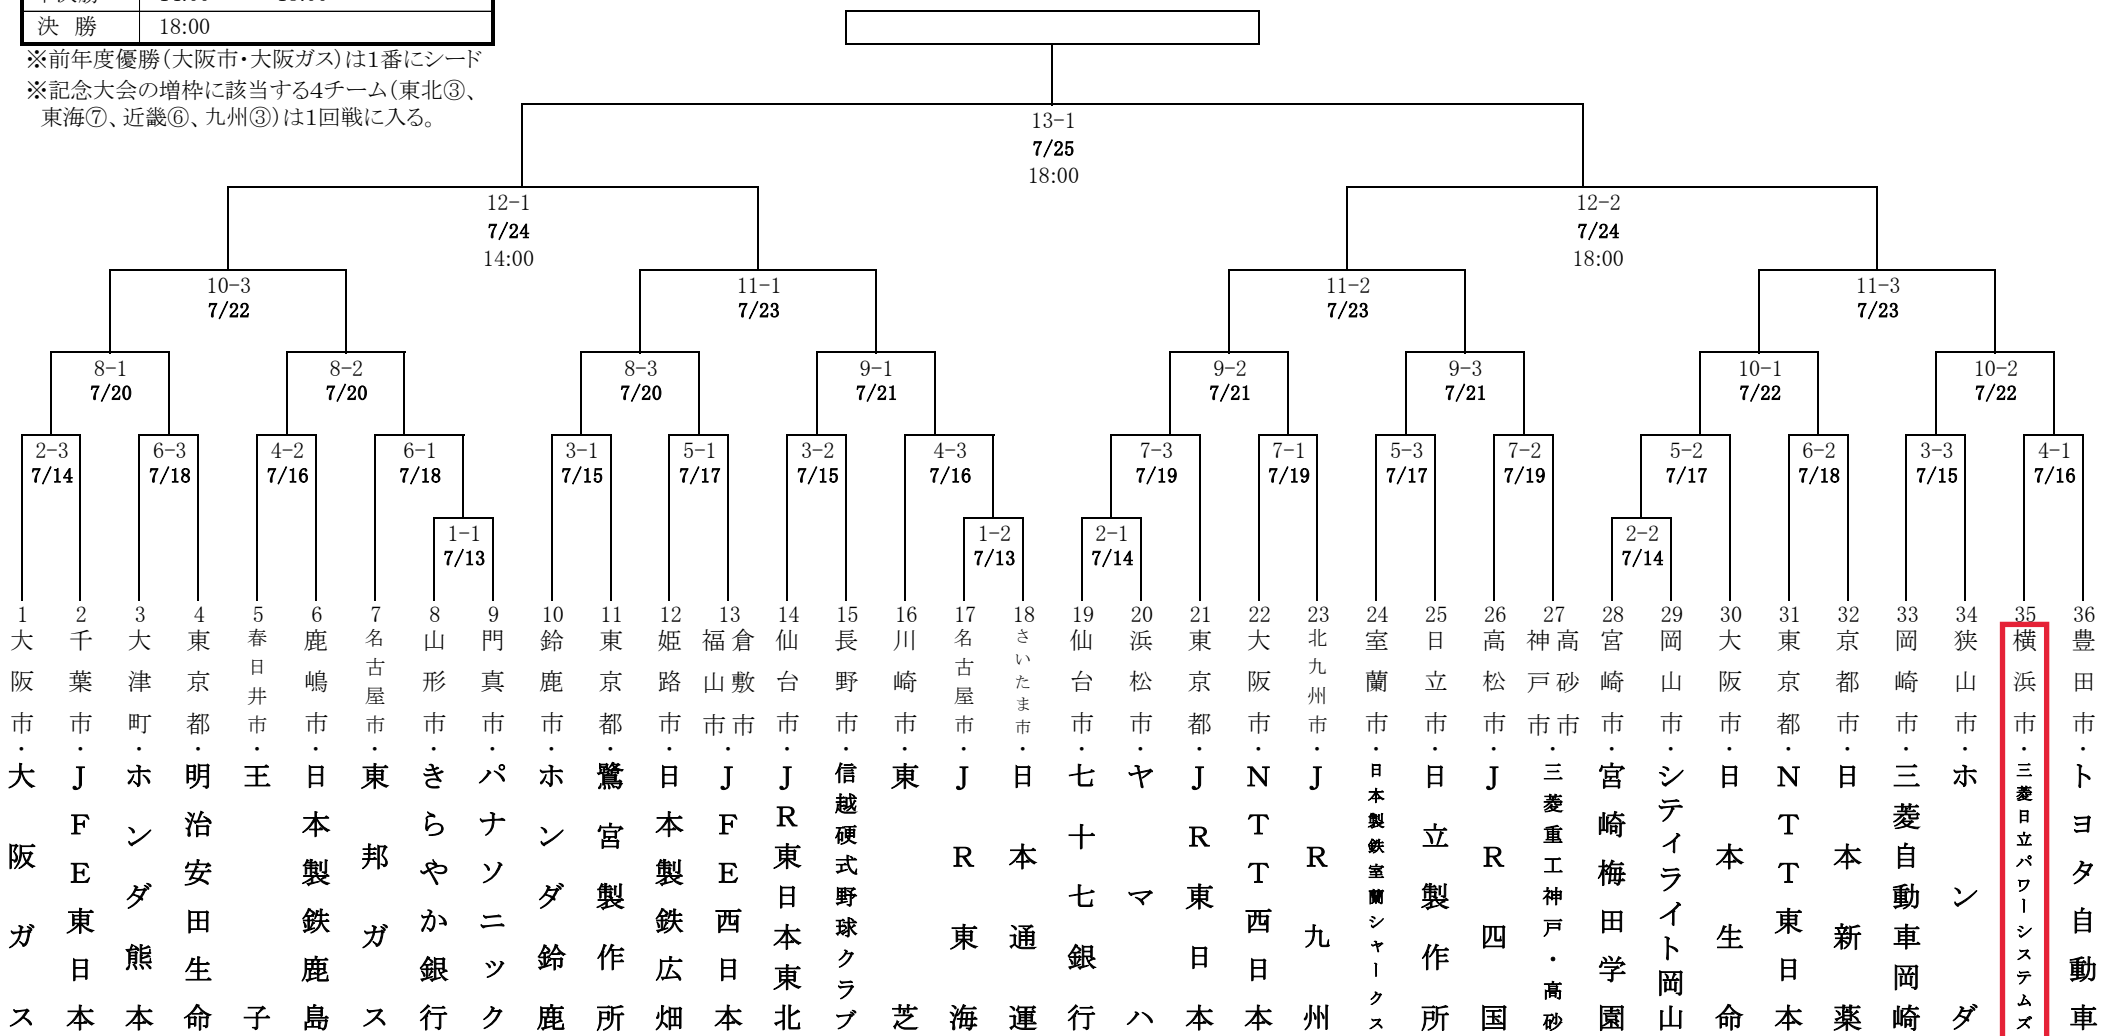 決 勝 18:00
※前年度優勝(大阪市・大阪ガス)は1番にシード
※記念大会の増枠に該当する4チーム(東北③、
東海⑦、近畿⑥、九州③)は1回戦に入る。
13-1
7/25
18:00
12-1
7/24
14:00
12-2
7/24
18:00
10-3
7/22
11-1
7/23
11-2
7/23
11-3
7/23
8-1
7/20
8-2
7/20
8-3
7/20
9-1
7/21
9-2
7/21
9-3
7/21
10-1
7/22
10-2
7/22
2-3
7/14
6-3
7/18
4-2
7/16
6-1
7/18
3-1
7/15
5-1
7/17
3-2
7/15
4-3
7/16
7-3
7/19
7-1
7/19
5-3
7/17
7-2
7/19
5-2
7/17
6-2
7/18
3-3
7/15
4-1
7/16
1-1
7/13
1-2
7/13
2-1
7/14
2-2
7/14
1
大阪市・大阪ガス
2
千葉市・JFE東日本
3
大津町・ホンダ熊本
4
東京都・明治安田生命
5
春日井市・王子
6
鹿嶋市・日本製鉄鹿島
7
名古屋市・東邦ガス
8
山形市・きらやか銀行
9
門真市・パナソニック
10
鈴鹿市・ホンダ鈴鹿
11
東京都・鷺宮製作所
12
姫路市・日本製鉄広畑
13
倉敷市
福山市・JFE西日本
14
仙台市・JR東日本東北
15
長野市・信越硬式野球クラブ
16
川崎市・東芝
17
名古屋市・JR東海
18
さいたま市・日本通運
19
仙台市・七十七銀行
20
浜松市・ヤマハ
21
東京都・JR東日本
22
大阪市・NTT西日本
23
北九州市・JR九州
24
室蘭市・日本製鉄室蘭シャークス
25
日立市・日立製作所
26
高松市・JR四国
27
高砂市
神戸市・三菱重工神戸・高砂
28
宮崎市・宮崎梅田学園
29
岡山市・シティライト岡山
30
大阪市・日本生命
31
東京都・NTT東日本
32
京都市・日本新薬
33
岡崎市・三菱自動車岡崎
34
狭山市・ホンダ
35
横浜市・三菱日立パワーシステムズ
36
豊田市・トヨタ自動車